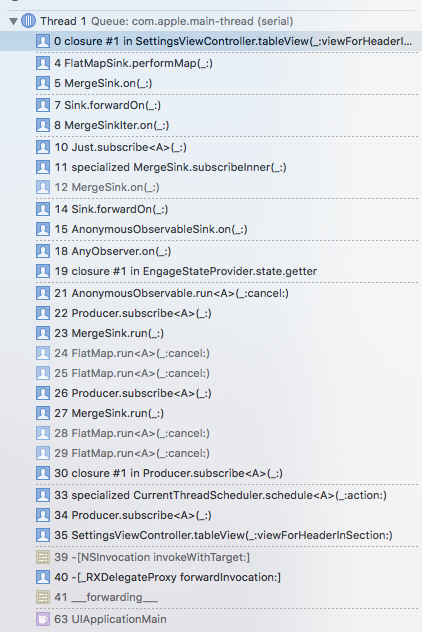 Thread 1 Queue: com.apple.main-thread (serial)
0 closure #1 in SettingsViewController.tableView(_:viewForHeaderI...
4 FlatMapSink.performMap(_:)
5 MergeSink.on(_:)
7 Sink.forwardOn(_:)
8 MergeSinkIter.on(_:)
10 Just.subscribe<A>(_:)
11 specialized MergeSink.subscribeInner(_:)
12 MergeSink.on(_:)
14 Sink.forwardOn(_:)
15 AnonymousObservableSink.on(_:)
18 AnyObserver.on(_:)
19 closure #1 in EngageStateProvider.state.getter
21 AnonymousObservable.run<A>(_:cancel:)
22 Producer.subscribe<A>(_:)
23 MergeSink.run(_:)
24 FlatMap.run<A>(_:cancel:)
25 FlatMap.run<A>(_:cancel:)
26 Producer.subscribe<A>(_:)
27 MergeSink.run(_:)
28 FlatMap.run<A>(_:cancel:)
29 FlatMap.run<A>(_:cancel:)
30 closure #1 in Producer.subscribe<A>(_:)
33 specialized CurrentThreadScheduler.schedule<A>(_:action:)
34 Producer.subscribe<A>(_:)
35 SettingsViewController.tableView(_:viewForHeaderInSection:)
39 -[NSInvocation invokeWithTarget:]
40 -[_RXDelegateProxy forwardInvocation:]
41 ___forwarding___
63 UIApplicationMain